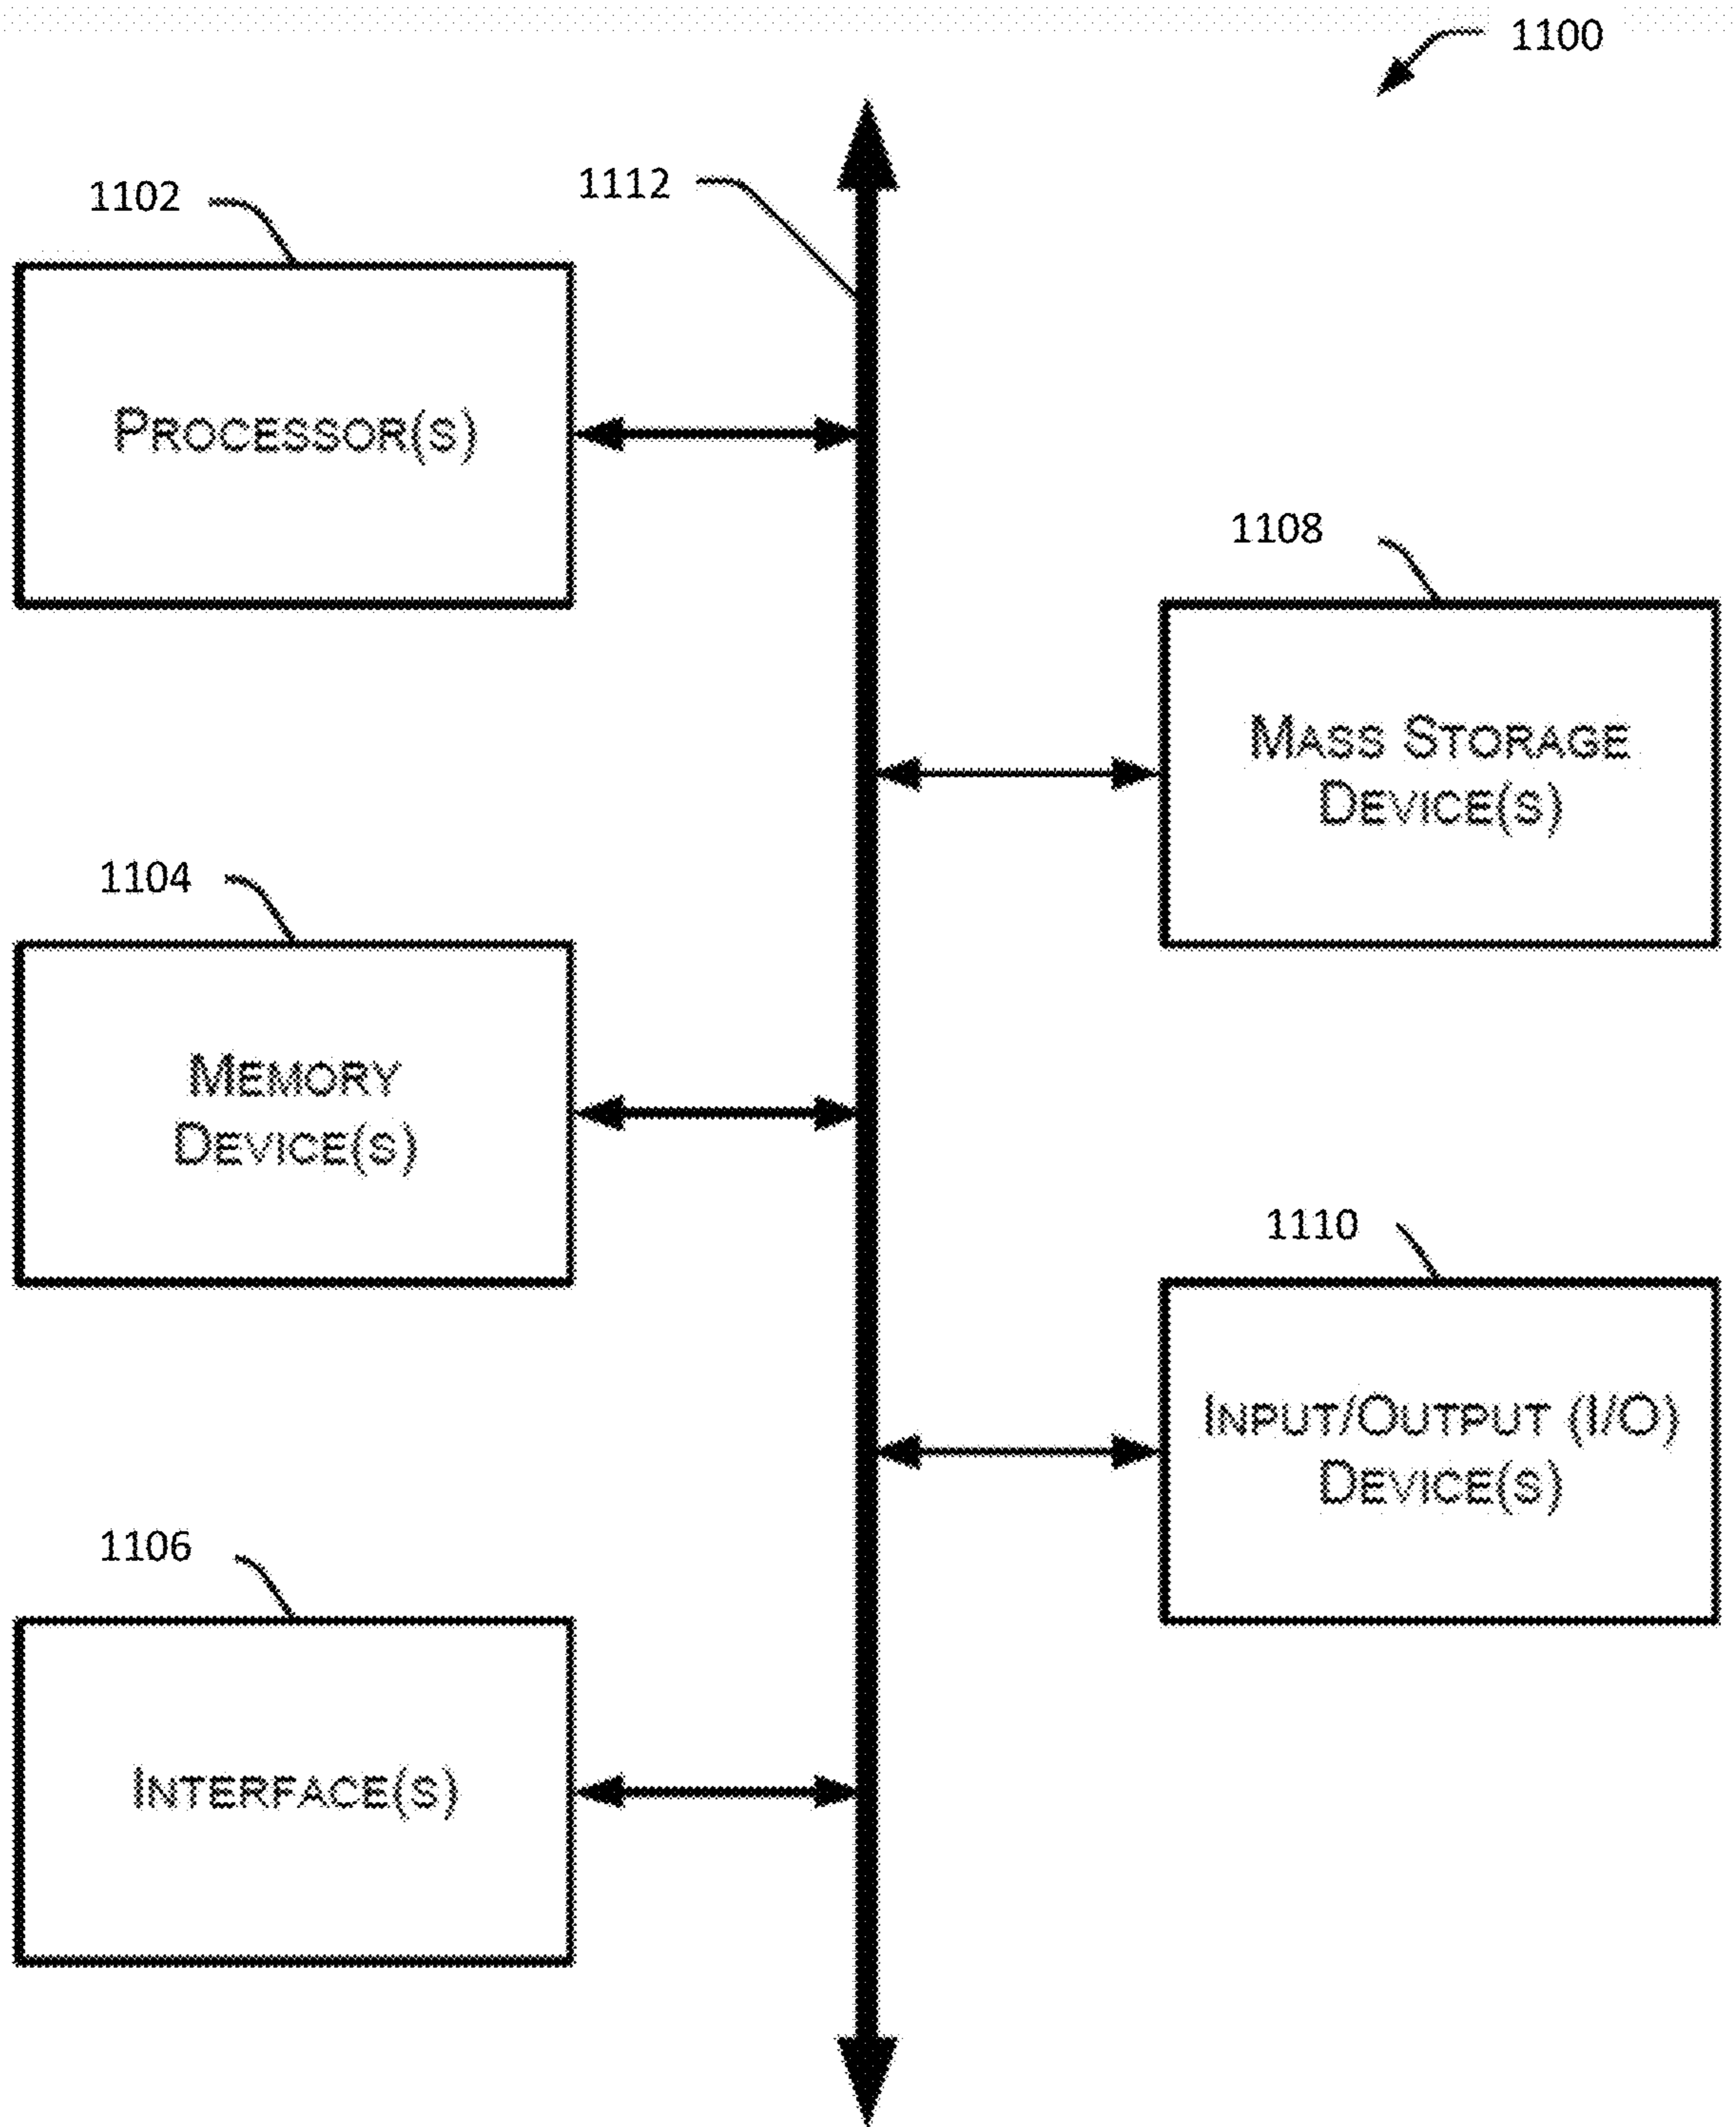 1100
1102
1112
PROCESSOR(S)
1108
MASS STORAGE
DEVICE(S)
1104
MEMORY
DEVICE(S)
1110
INPUT/OUTPUT (I/O)
DEVICE(S)
1106
INTERFACE(S)